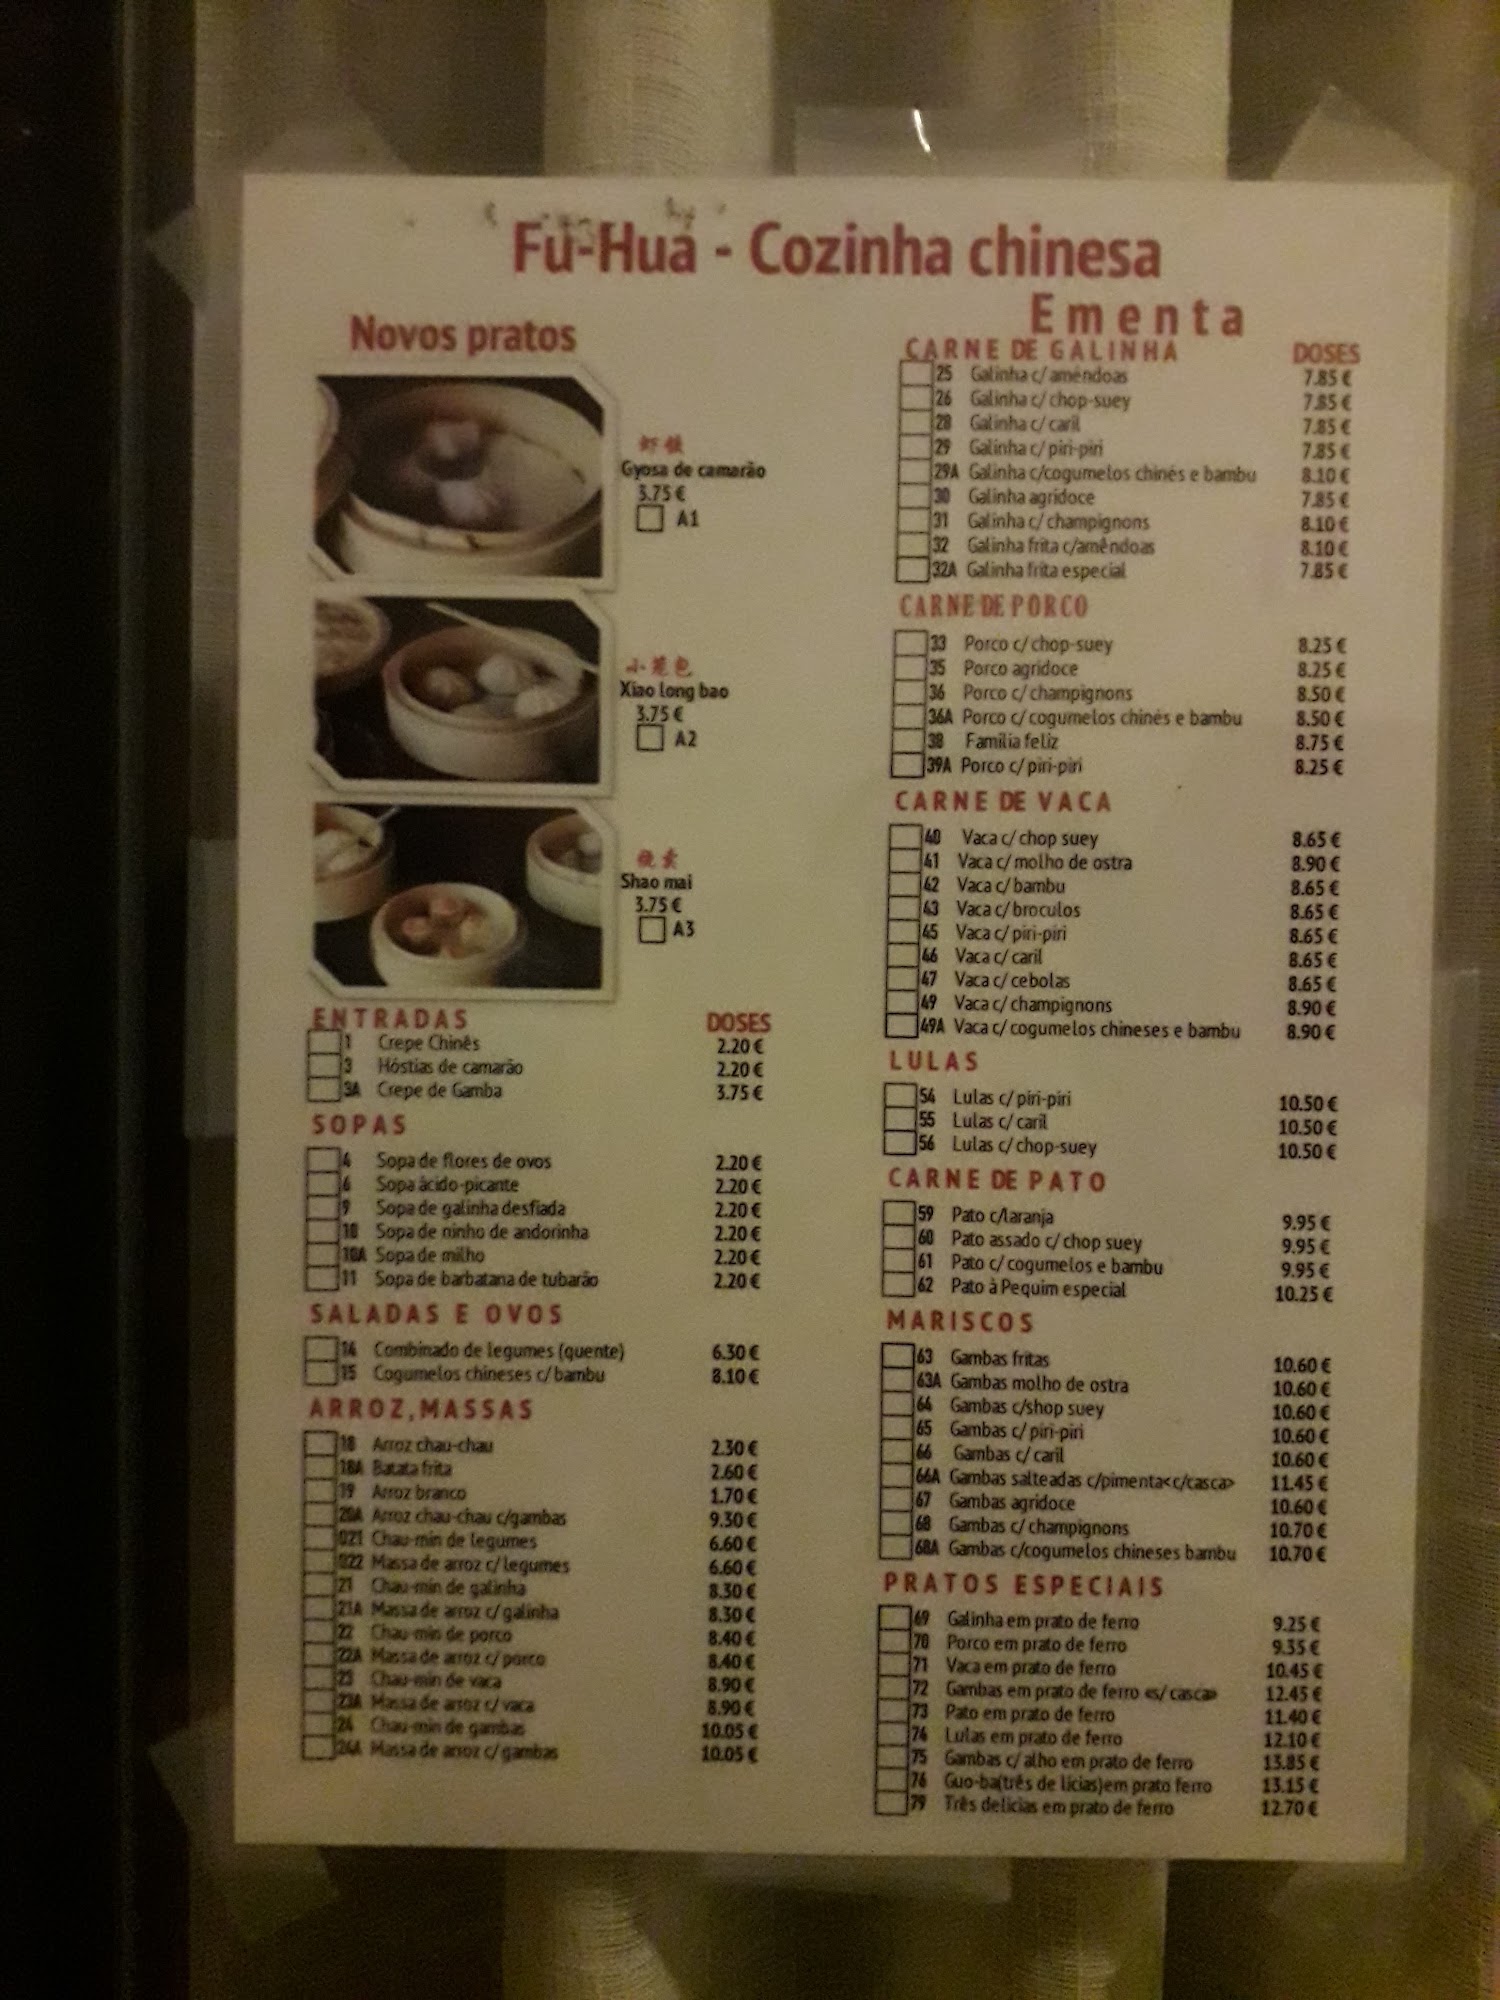 Fu-Hua - Cozinha chinesa
Ementa
Novos pratos
Gyosa de camarão
3.75 €
A1
小笼包
Xiao long bao
3.75 €
A2
烧卖
Shao mai
3.75 €
A3
ENTRADAS DOSES
1 Crepe Chinês 2.20 €
3 Hóstias de camarão 2.20 €
3A Crepe de Gamba 3.75 €
SOPAS
4 Sopa de flores de ovos 2.20 €
6 Sopa ácido-picante 2.20 €
9 Sopa de galinha desfiada 2.20 €
10 Sopa de ninho de andorinha 2.20 €
10A Sopa de milho 2.20 €
11 Sopa de barbatana de tubarão 2.20 €
SALADAS E OVOS
14 Combinado de legumes (quente) 6.30 €
15 Cogumelos chineses c/ bambu 8.10 €
ARROZ, MASSAS
18 Arroz chau-chau 2.30 €
18A Batata frita 2.60 €
19 Arroz branco 1.70 €
20A Arroz chau-chau c/gambas 9.30 €
021 Chau-min de legumes 6.60 €
022 Massa de arroz c/ legumes 6.60 €
21 Chau-min de galinha 8.30 €
21A Massa de arroz c/ galinha 8.30 €
22 Chau-min de porco 8.40 €
22A Massa de arroz c/ porco 8.40 €
23 Chau-min de vaca 8.90 €
23A Massa de arroz c/ vaca 8.90 €
24 Chau-min de gambas 10.05 €
24A Massa de arroz c/ gambas 10.05 €
CARNE DE GALINHA DOSES
25 Galinha c/ amêndoas 7.85 €
26 Galinha c/ chop-suey 7.85 €
28 Galinha c/ caril 7.85 €
29 Galinha c/ piri-piri 7.85 €
29A Galinha c/cogumelos chinés e bambu 8.10 €
30 Galinha agridoce 7.85 €
31 Galinha c/ champignons 8.10 €
32 Galinha frita c/amêndoas 8.10 €
32A Galinha frita especial 7.85 €
CARNE DE PORCO
33 Porco c/ chop-suey 8.25 €
35 Porco agridoce 8.25 €
36 Porco c/ champignons 8.50 €
36A Porco c/ cogumelos chinés e bambu 8.50 €
38 Familia feliz 8.75 €
39A Porco c/ piri-piri 8.25 €
CARNE DE VACA
40 Vaca c/ chop suey 8.65 €
41 Vaca c/ molho de ostra 8.90 €
42 Vaca c/ bambu 8.65 €
43 Vaca c/ broculos 8.65 €
45 Vaca c/ piri-piri 8.65 €
46 Vaca c/ caril 8.65 €
47 Vaca c/ cebolas 8.65 €
49 Vaca c/ champignons 8.90 €
49A Vaca c/ cogumelos chineses e bambu 8.90 €
LULAS
54 Lulas c/ piri-piri 10.50 €
55 Lulas c/ caril 10.50 €
56 Lulas c/ chop-suey 10.50 €
CARNE DE PATO
59 Pato c/laranja 9.95 €
60 Pato assado c/ chop suey 9.95 €
61 Pato c/ cogumelos e bambu 9.95 €
62 Pato à Pequim especial 10.25 €
MARISCOS
63 Gambas fritas 10.60 €
63A Gambas molho de ostra 10.60 €
64 Gambas c/shop suey 10.60 €
65 Gambas c/ piri-piri 10.60 €
66 Gambas c/ caril 10.60 €
66A Gambas salteadas c/pimenta<c/casca> 11.45 €
67 Gambas agridoce 10.60 €
68 Gambas c/ champignons 10.70 €
68A Gambas c/cogumelos chineses bambu 10.70 €
PRATOS ESPECIAIS
69 Galinha em prato de ferro 9.25 €
70 Porco em prato de ferro 9.35 €
71 Vaca em prato de ferro 10.45 €
72 Gambas em prato de ferro «s/ casca» 12.45 €
73 Pato em prato de ferro 11.40 €
74 Lulas em prato de ferro 12.10 €
75 Gambas c/ alho em prato de ferro 13.85 €
76 Guo-ba(três de licias)em prato ferro 13.15 €
79 Três delicias em prato de ferro 12.70 €